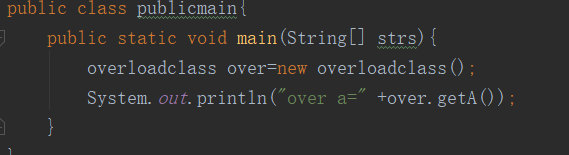 public class publicmain{
public static void main(String[] strs){
overloadclass over=new overloadclass();
System.out.println("over a=" +over.getA());
}
}